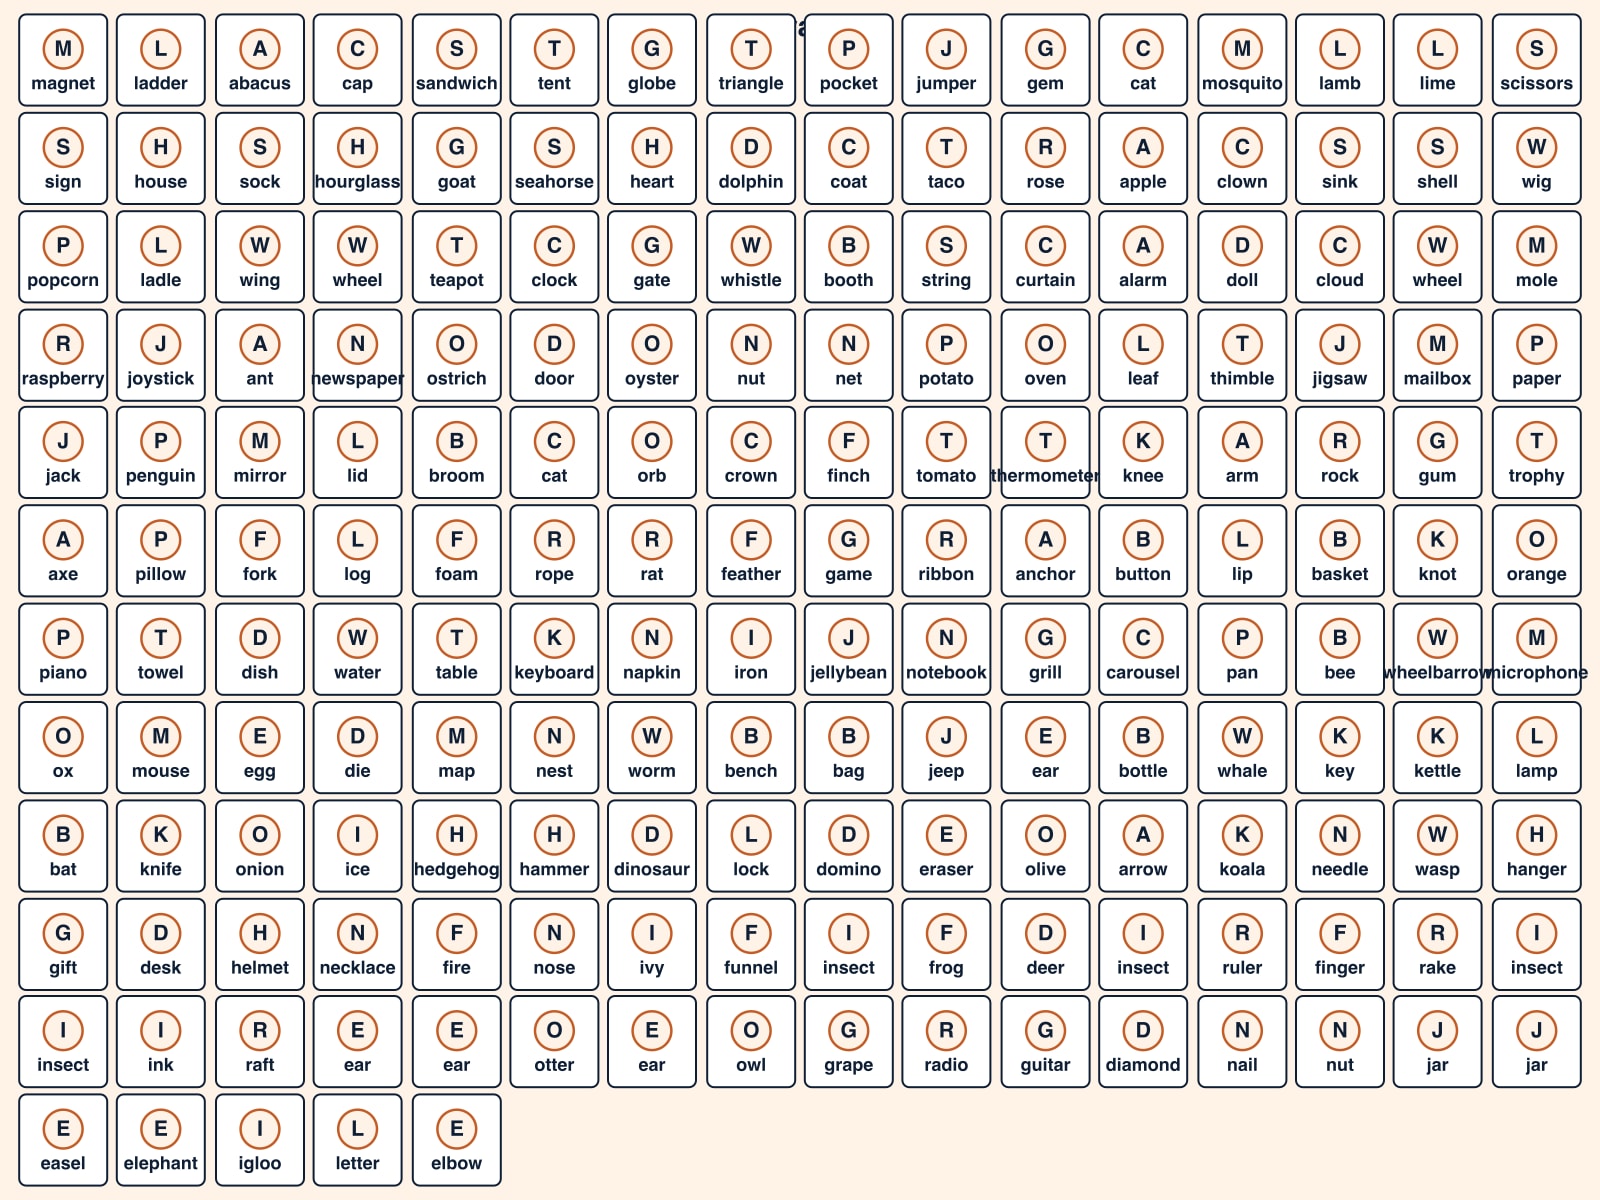 M L A C S T G T P J G C M L L S
magnet ladder abacus cap sandwich tent globe triangle pocket jumper gem cat mosquito lamb lime scissors
S H S H G S H D C T R A C S S W
sign house sock hourglass goat seahorse heart dolphin coat taco rose apple clown sink shell wig
P L W W T C G W B S C A D C W M
popcorn ladle wing wheel teapot clock gate whistle booth string curtain alarm doll cloud wheel mole
R J A N O D O N N P O L T J M P
raspberry joystick ant newspaper ostrich door oyster nut net potato oven leaf thimble jigsaw mailbox paper
J P M L B C O C F T T K A R G T
jack penguin mirror lid broom cat orb crown finch tomato thermometer knee arm rock gum trophy
A P F L F R R F G R A B L B K O
axe pillow fork log foam rope rat feather game ribbon anchor button lip basket knot orange
P T D W T K N I J N G C P B W M
piano towel dish water table keyboard napkin iron jellybean notebook grill carousel pan bee wheelbarrow microphone
O M E D M N W B B J E B W K K L
ox mouse egg die map nest worm bench bag jeep ear bottle whale key kettle lamp
B K O I H H D L D E O A K N W H
bat knife onion ice hedgehog hammer dinosaur lock domino eraser olive arrow koala needle wasp hanger
G D H N F N I F I F D I R F R I
gift desk helmet necklace fire nose ivy funnel insect frog deer insect ruler finger rake insect
I I R E E O E O G R G D N N J J
insect ink raft ear ear otter ear owl grape radio guitar diamond nail nut jar jar
E E I L E
easel elephant igloo letter elbow